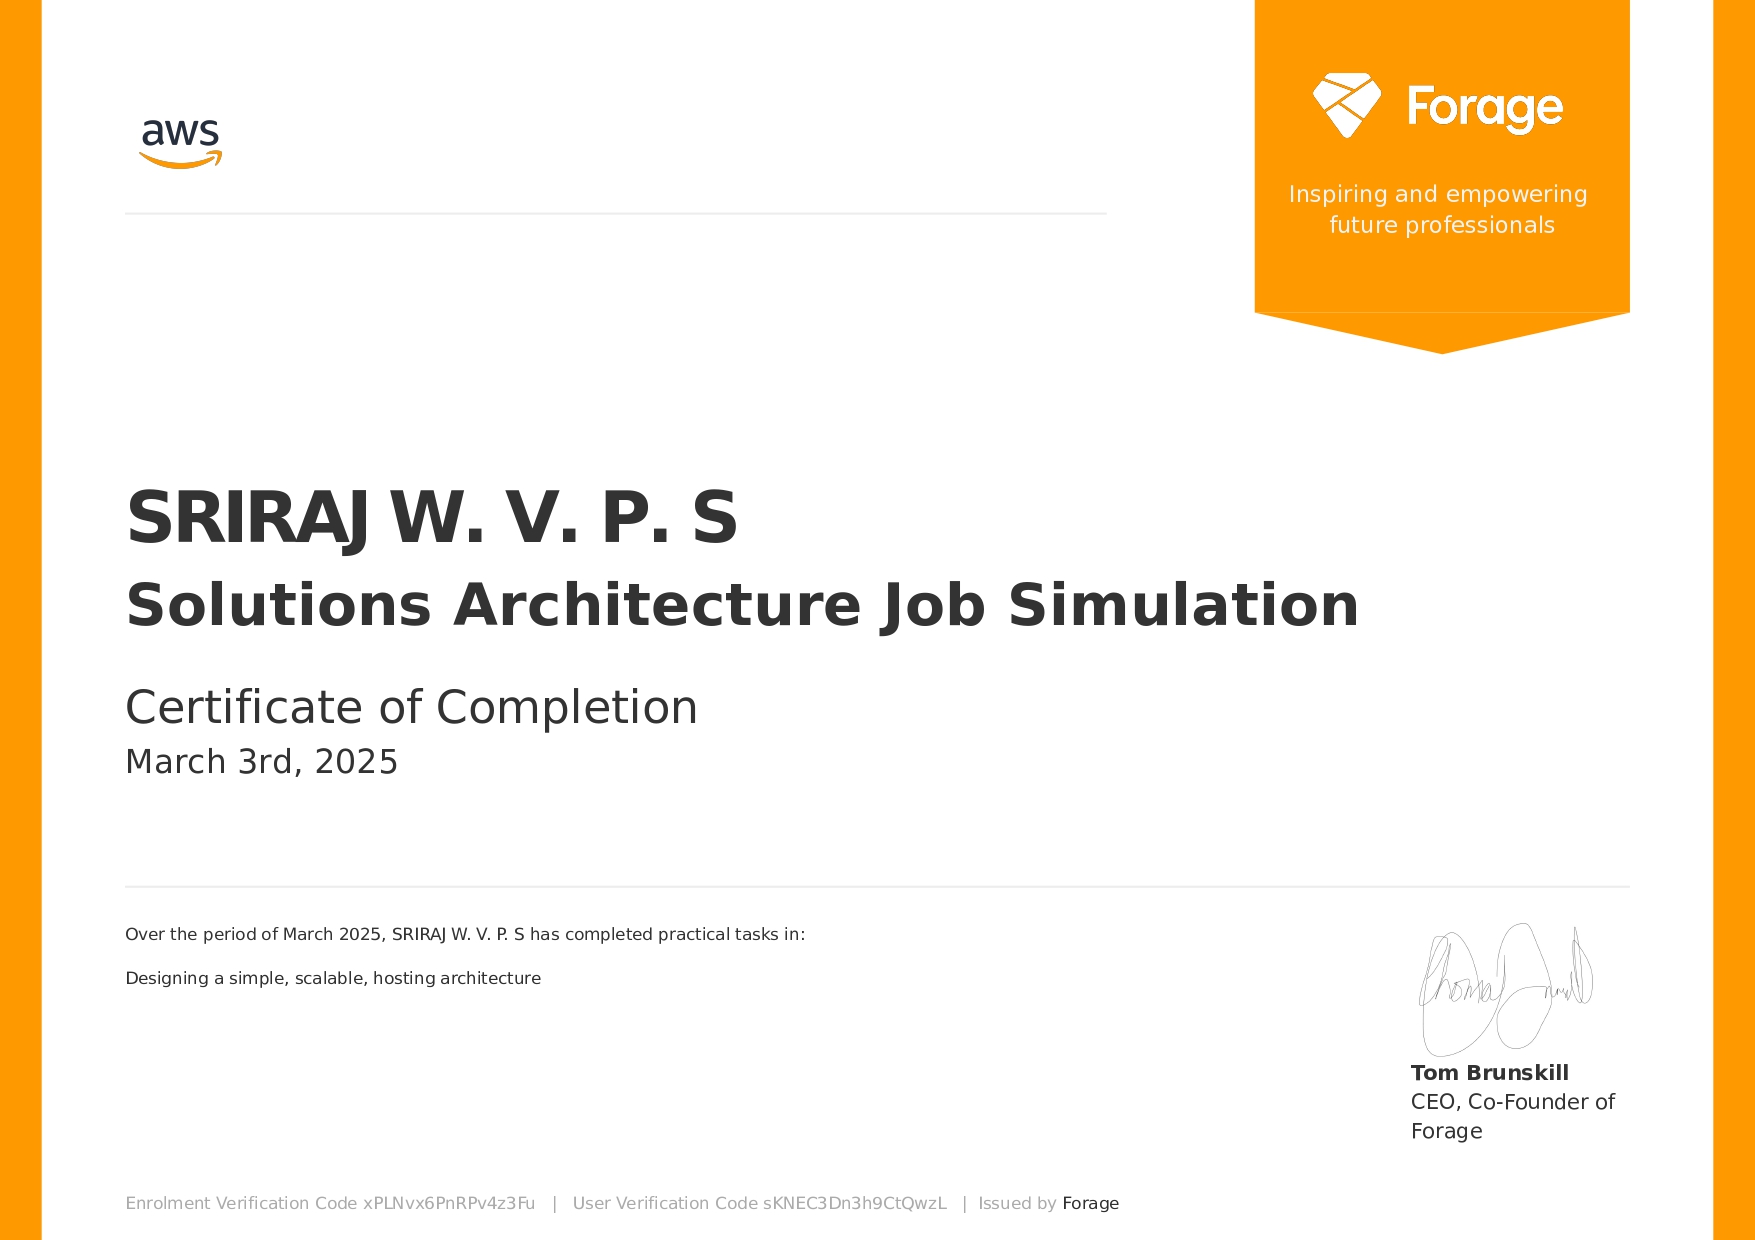 aws
Forage
Inspiring and empowering
future professionals
SRIRAJ W. V. P. S
Solutions Architecture Job Simulation
Certificate of Completion
March 3rd, 2025
Over the period of March 2025, SRIRAJ W. V. P. S has completed practical tasks in:
Designing a simple, scalable, hosting architecture
Tom Brunskill
CEO, Co-Founder of
Forage
Enrolment Verification Code xPLNvx6PnRPv4z3Fu | User Verification Code sKNEC3Dn3h9CtQwzL | Issued by Forage